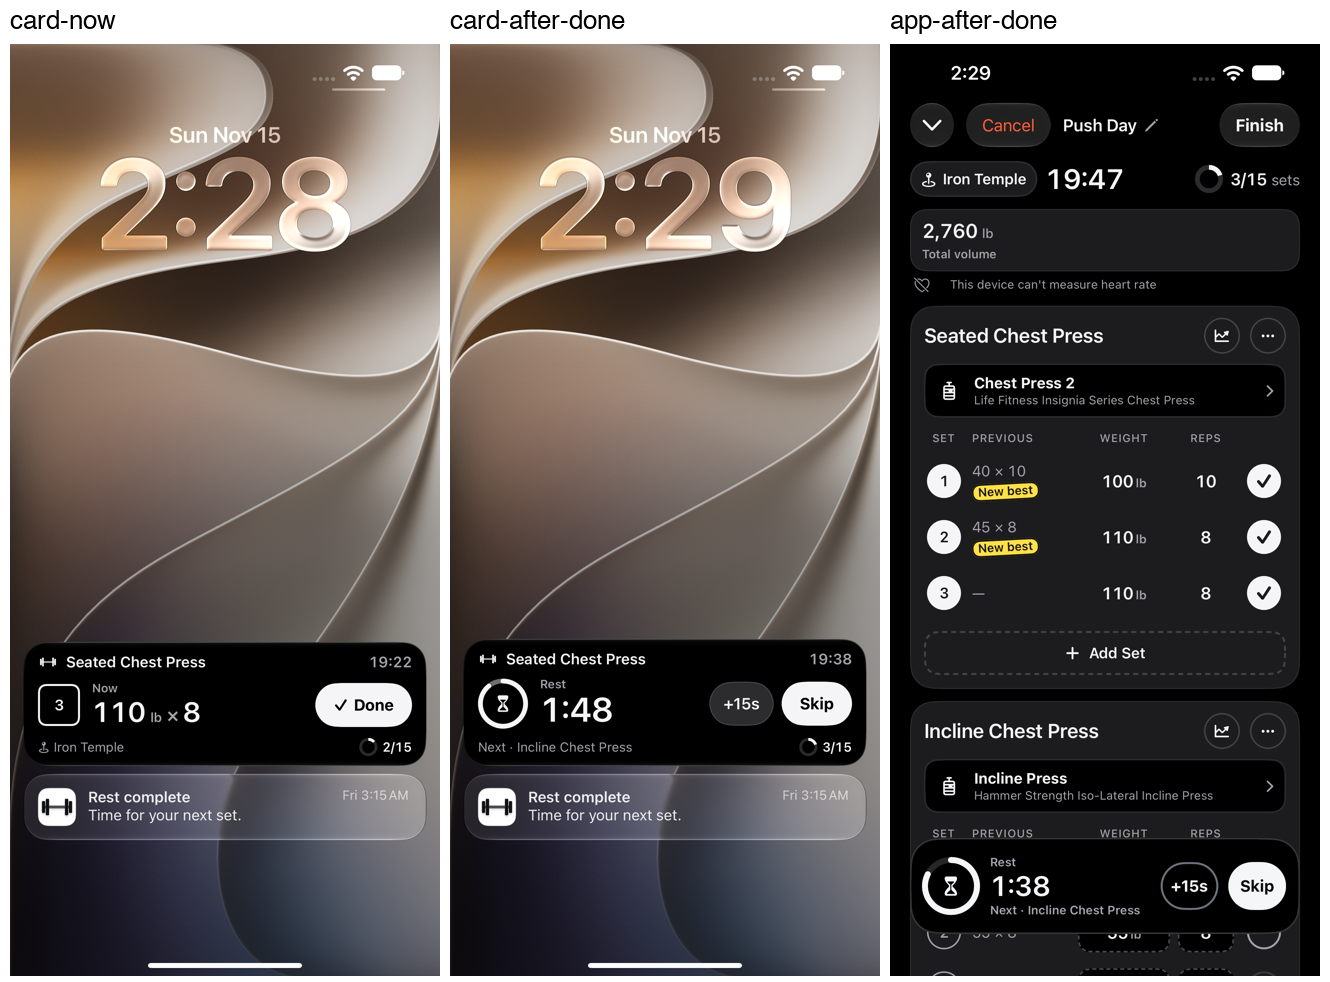 card-now
Sun Nov 15
2:28
Seated Chest Press
19:22
3
Now
110 lb × 8
Done
Iron Temple
2/15
Rest complete
Fri 3:15 AM
Time for your next set.
card-after-done
Sun Nov 15
2:29
Seated Chest Press
19:38
Rest
1:48
+15s
Skip
Next · Incline Chest Press
3/15
Rest complete
Fri 3:15 AM
Time for your next set.
app-after-done
2:29
Cancel
Push Day
Finish
Iron Temple
19:47
3/15 sets
2,760 lb
Total volume
This device can't measure heart rate
Seated Chest Press
Chest Press 2
Life Fitness Insignia Series Chest Press
SET PREVIOUS WEIGHT REPS
1 40 × 10 100 lb 10
New best
2 45 × 8 110 lb 8
New best
3 — 110 lb 8
+ Add Set
Incline Chest Press
Incline Press
Hammer Strength Iso-Lateral Incline Press
SET PREVIOUS WEIGHT REPS
Rest
1:38
+15s
Skip
Next · Incline Chest Press